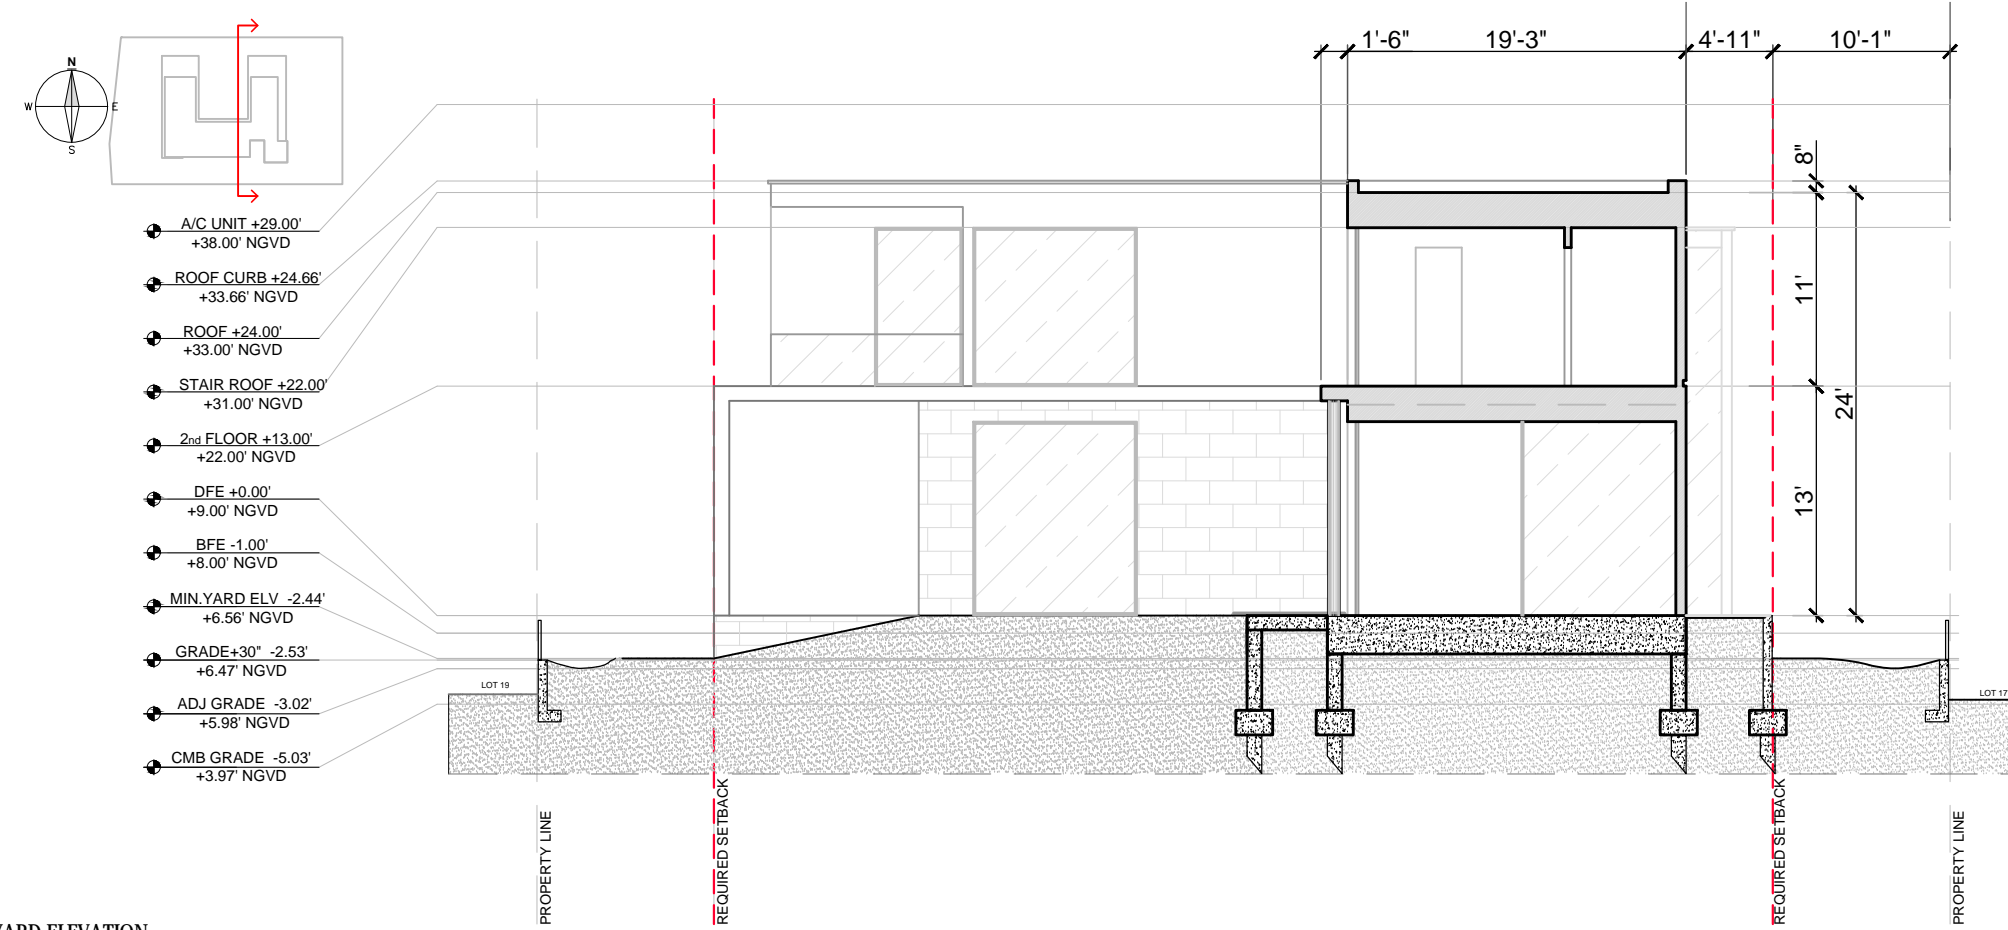 1'-6" 19'-3" 4'-11" 10'-1"
N
W E
S
8"
11'
24'
13'
A/C UNIT +29.00'
+38.00' NGVD
ROOF CURB +24.66'
+33.66' NGVD
ROOF +24.00'
+33.00' NGVD
STAIR ROOF +22.00'
+31.00' NGVD
2nd FLOOR +13.00'
+22.00' NGVD
DFE +0.00'
+9.00' NGVD
BFE -1.00'
+8.00' NGVD
MIN.YARD ELV -2.44'
+6.56' NGVD
GRADE+30" -2.53'
+6.47' NGVD
ADJ GRADE -3.02'
+5.98' NGVD
CMB GRADE -5.03'
+3.97' NGVD
LOT 19
LOT 17
PROPERTY LINE
REQUIRED SETBACK
REQUIRED SETBACK
PROPERTY LINE
ELEVATION